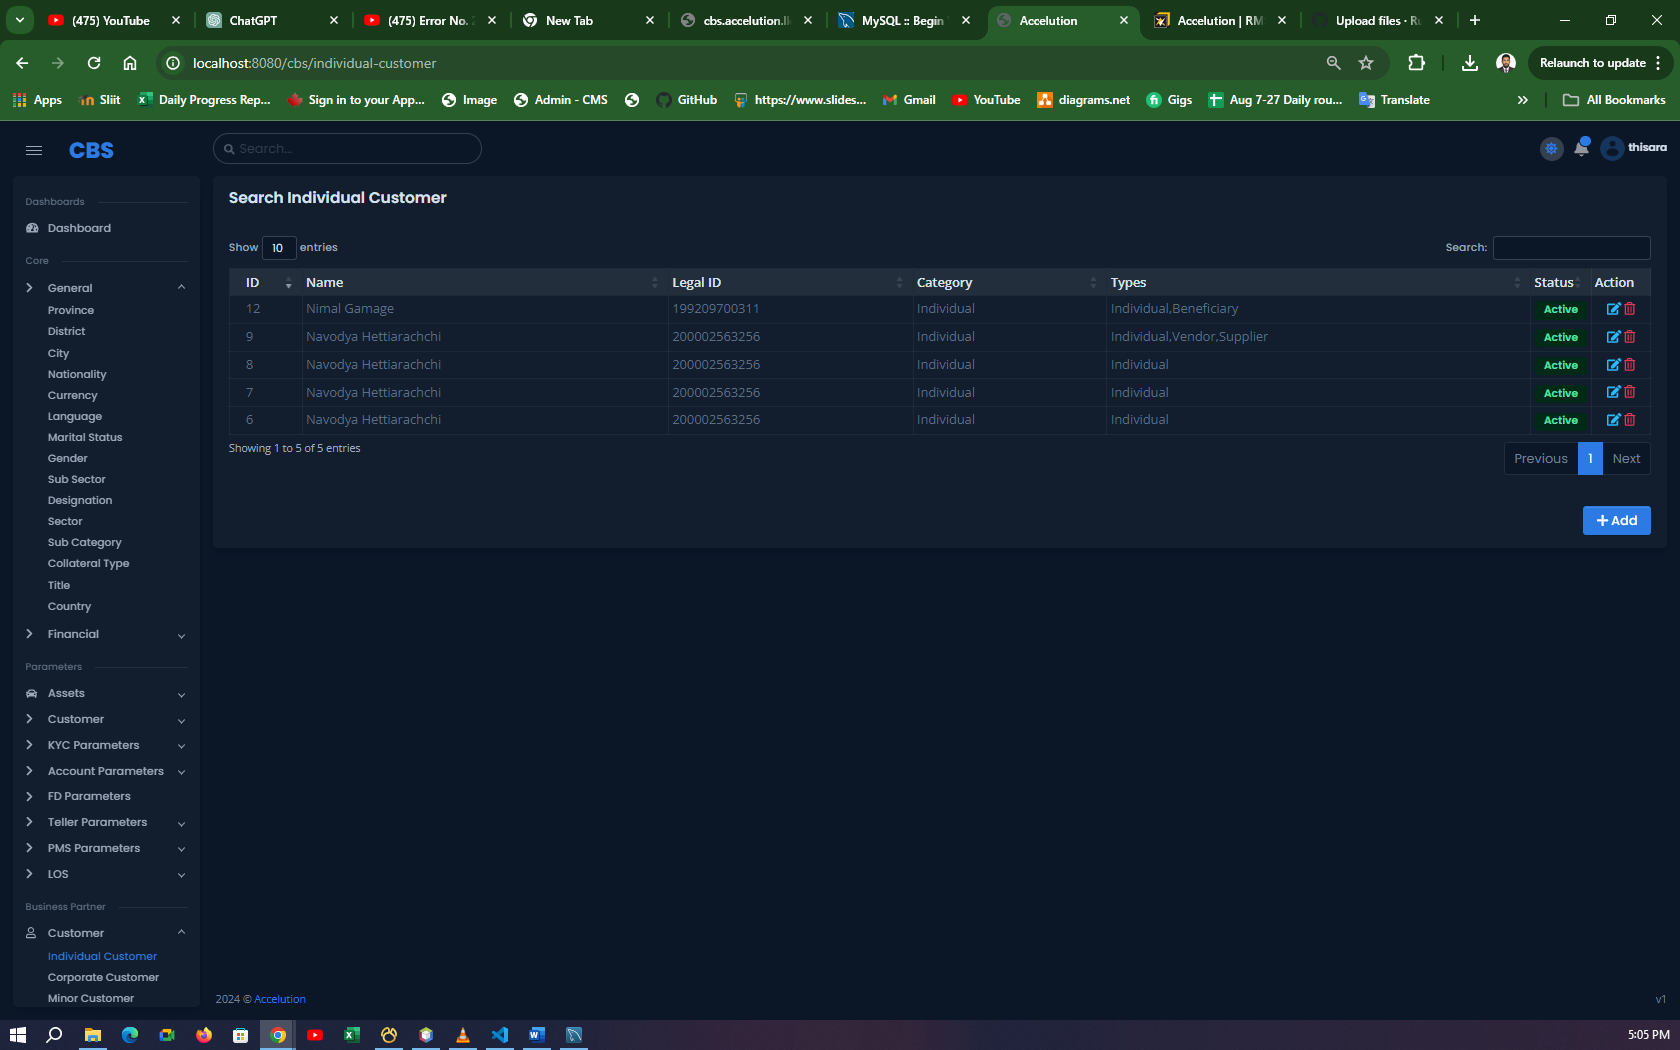 (475) YouTube
ChatGPT
(475) Error No. 2
New Tab
cbs.accelution.l
MySQL :: Begin
Accelution
Accelution | RM
Upload files · R
localhost:8080/cbs/individual-customer
Relaunch to update
Apps
Sliit
Daily Progress Rep...
Sign in to your App...
Image
Admin - CMS
GitHub
https://www.slides...
Gmail
YouTube
diagrams.net
Gigs
Aug 7-27 Daily rou...
Translate
All Bookmarks
CBS
Search...
thisara
Dashboards
Dashboard
Core
General
Province
District
City
Nationality
Currency
Language
Marital Status
Gender
Sub Sector
Designation
Sector
Sub Category
Collateral Type
Title
Country
Financial
Parameters
Assets
Customer
KYC Parameters
Account Parameters
FD Parameters
Teller Parameters
PMS Parameters
LOS
Business Partner
Customer
Individual Customer
Corporate Customer
Minor Customer
Search Individual Customer
Show 10 entries
Search:
ID Name Legal ID Category Types Status Action
12 Nimal Gamage 199209700311 Individual Individual,Beneficiary Active
9 Navodya Hettiarachchi 200002563256 Individual Individual,Vendor,Supplier Active
8 Navodya Hettiarachchi 200002563256 Individual Individual Active
7 Navodya Hettiarachchi 200002563256 Individual Individual Active
6 Navodya Hettiarachchi 200002563256 Individual Individual Active
Showing 1 to 5 of 5 entries
Previous 1 Next
+ Add
2024 © Accelution
v1
5:05 PM